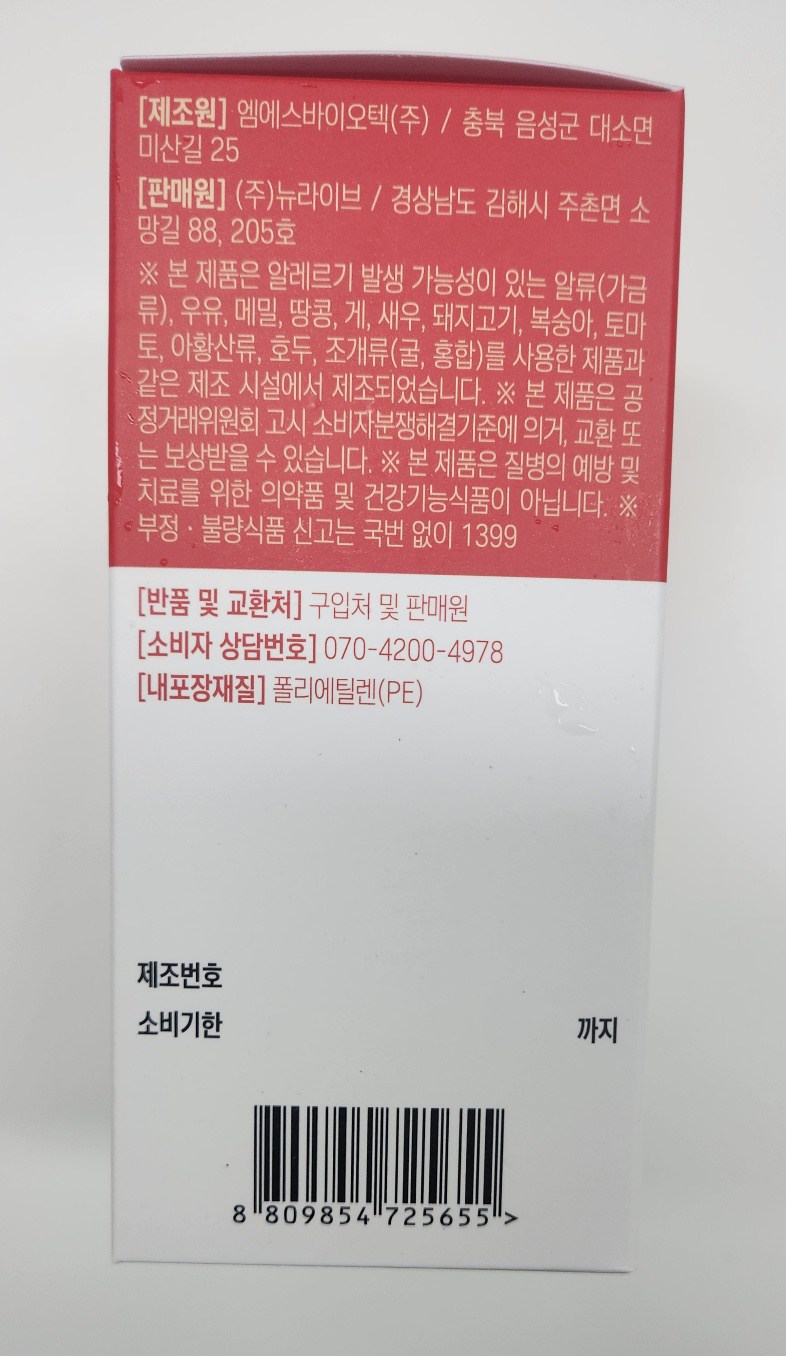 [제조원] 엠에스바이오텍(주) / 충북 음성군 대소면
미산길 25
[판매원] (주)뉴라이브 / 경상남도 김해시 주촌면 소
망길 88, 205호
※ 본 제품은 알레르기 발생 가능성이 있는 알류(가금
류), 우유, 메밀, 땅콩, 게, 새우, 돼지고기, 복숭아, 토마
토, 아황산류, 호두, 조개류(굴, 홍합)를 사용한 제품과
같은 제조 시설에서 제조되었습니다. ※ 본 제품은 공
정거래위원회 고시 소비자분쟁해결기준에 의거, 교환 또
는 보상받을 수 있습니다. ※ 본 제품은 질병의 예방 및
치료를 위한 의약품 및 건강기능식품이 아닙니다. ※
부정 · 불량식품 신고는 국번 없이 1399
[반품 및 교환처] 구입처 및 판매원
[소비자 상담번호] 070-4200-4978
[내포장재질] 폴리에틸렌(PE)
제조번호
소비기한 까지
8 809854 725655 >